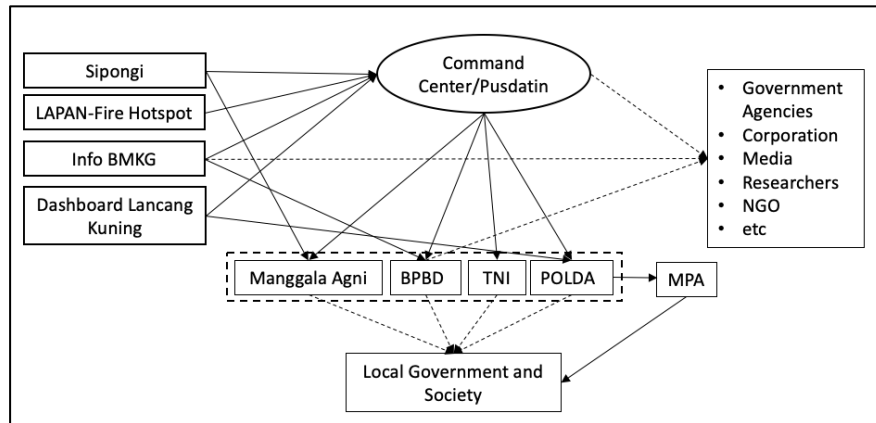 Sipongi
LAPAN-Fire Hotspot
Info BMKG
Dashboard Lancang
Kuning
Command
Center/Pusdatin
• Government
Agencies
• Corporation
• Media
• Researchers
• NGO
• etc
Manggala Agni
BPBD
TNI
POLDA
MPA
Local Government and
Society